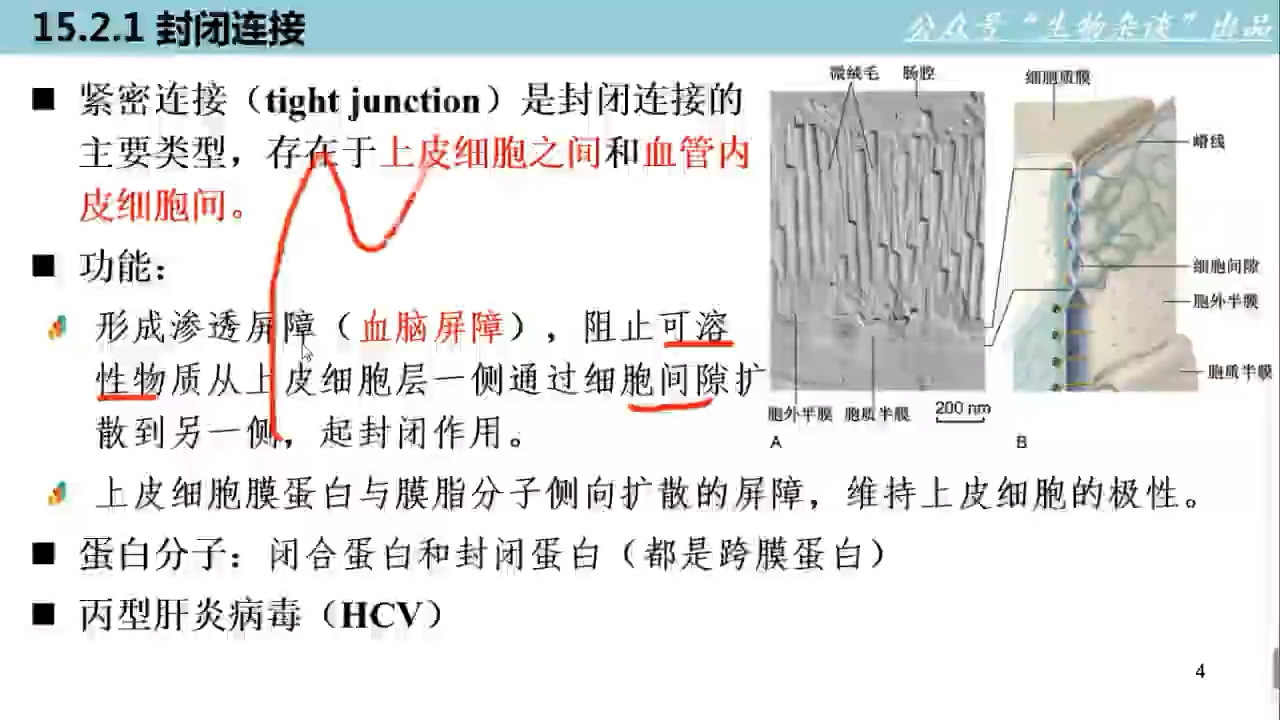 15.2.1 封闭连接
公众号“生物杂谈”出品
■ 紧密连接（tight junction）是封闭连接的
主要类型，存在于上皮细胞之间和血管内
皮细胞间。
■ 功能：
形成渗透屏障（血脑屏障），阻止可溶
性物质从上皮细胞层一侧通过细胞间隙扩
散到另一侧，起封闭作用。
上皮细胞膜蛋白与膜脂分子侧向扩散的屏障，维持上皮细胞的极性。
■ 蛋白分子：闭合蛋白和封闭蛋白（都是跨膜蛋白）
■ 丙型肝炎病毒（HCV）
微绒毛 肠腔
胞外半膜 胞质半膜 200 nm
A
细胞质膜
嵴线
细胞间隙
胞外半膜
胞质半膜
B
4